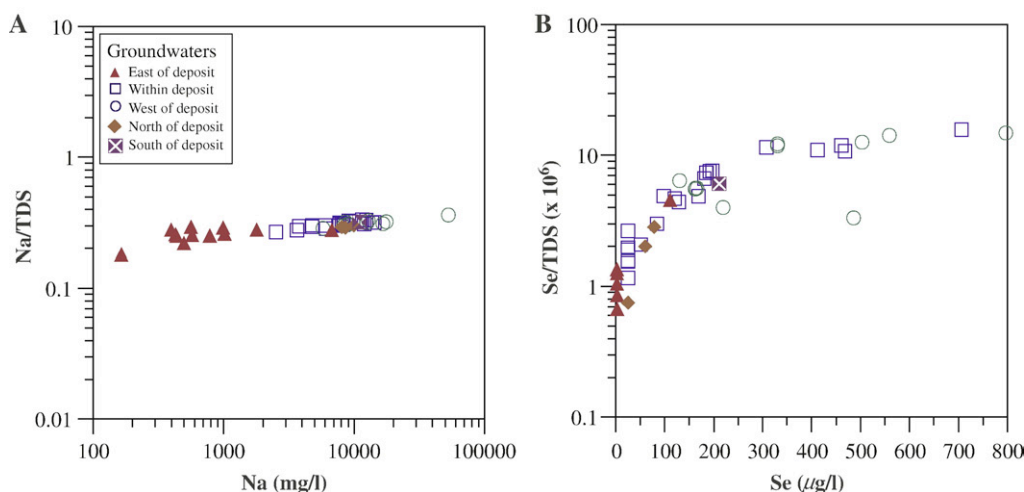 A
10
1
0.1
0.01
Na/TDS
100
1000
10000
100000
Na (mg/l)
Groundwaters
East of deposit
Within deposit
West of deposit
North of deposit
South of deposit
B
100
10
1
0.1
Se/TDS (x 10⁶)
0
100
200
300
400
500
600
700
800
Se (µg/l)